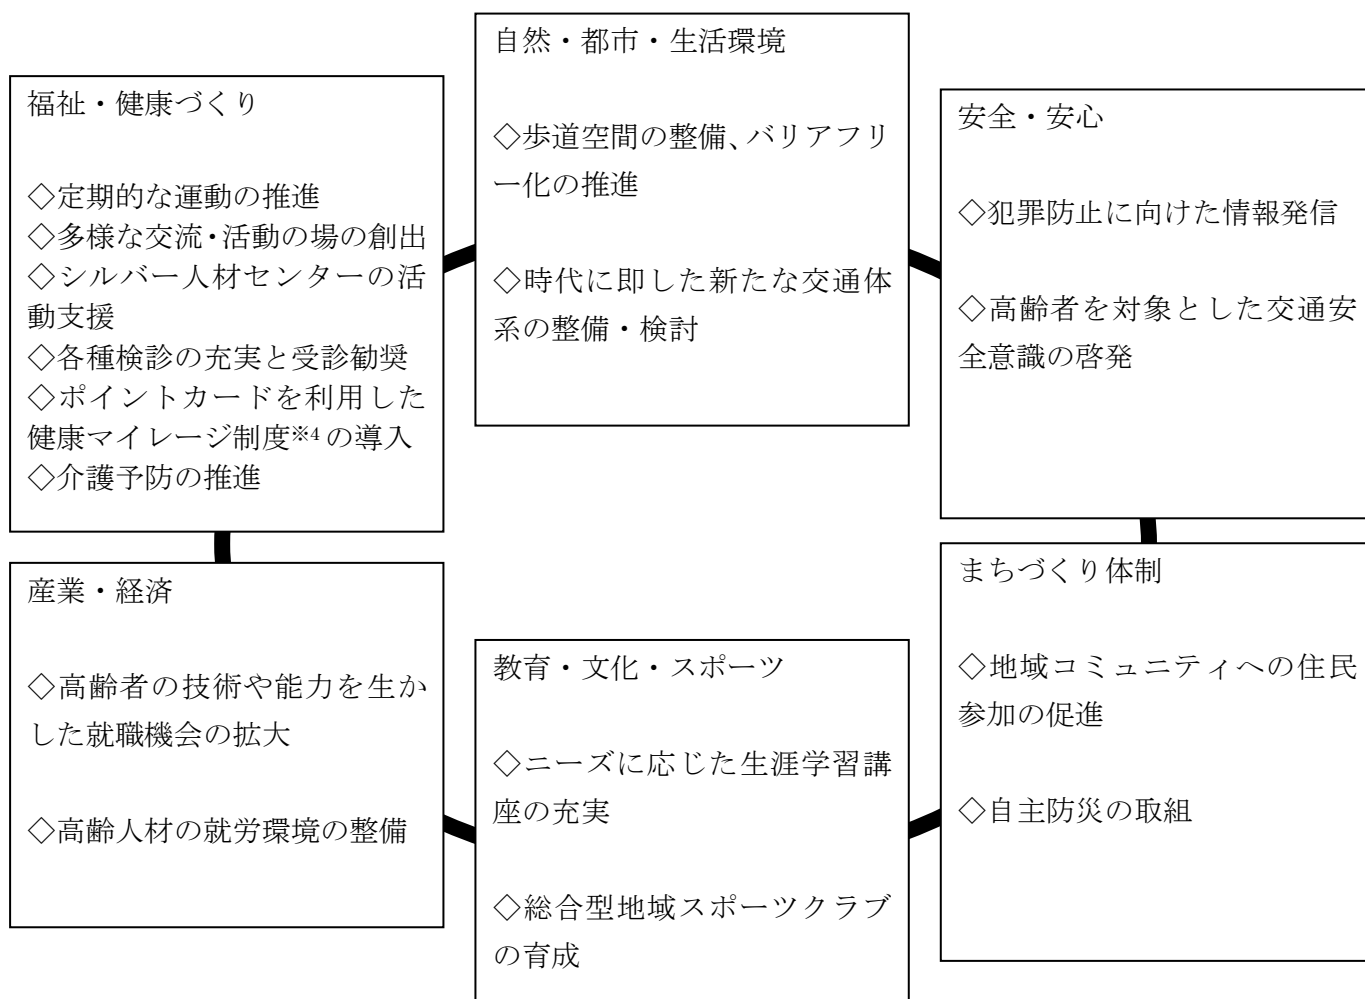 自然・都市・生活環境
◇歩道空間の整備、バリアフリ
ー化の推進
◇時代に即した新たな交通体
系の整備・検討
福祉・健康づくり
◇定期的な運動の推進
◇多様な交流・活動の場の創出
◇シルバー人材センターの活
動支援
◇各種検診の充実と受診勧奨
◇ポイントカードを利用した
健康マイレージ制度※4の導入
◇介護予防の推進
安全・安心
◇犯罪防止に向けた情報発信
◇高齢者を対象とした交通安
全意識の啓発
産業・経済
◇高齢者の技術や能力を生か
した就職機会の拡大
◇高齢人材の就労環境の整備
教育・文化・スポーツ
◇ニーズに応じた生涯学習講
座の充実
◇総合型地域スポーツクラブ
の育成
まちづくり体制
◇地域コミュニティへの住民
参加の促進
◇自主防災の取組